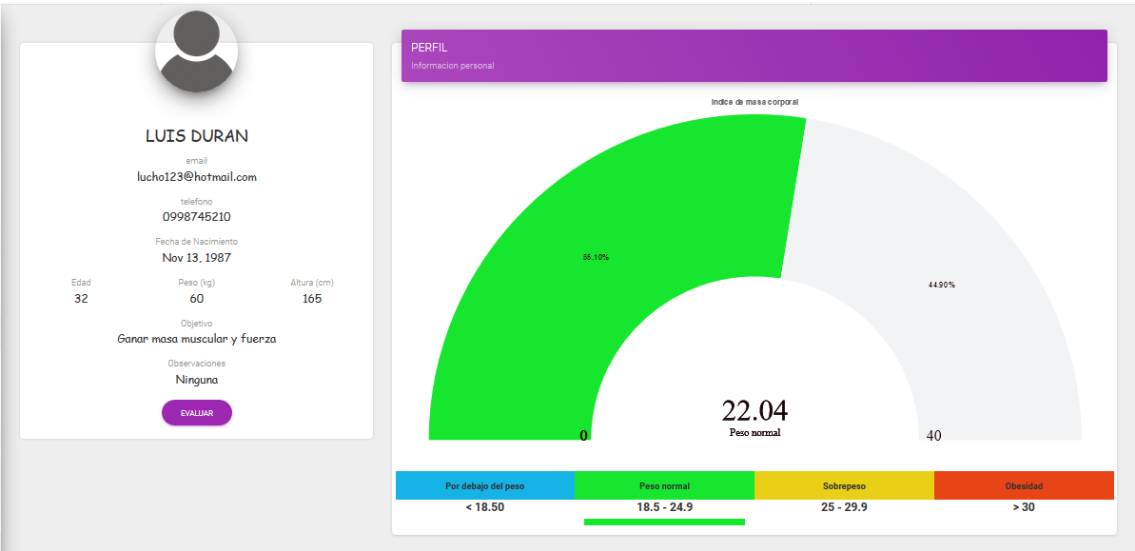 LUIS DURAN
email
lucho123@hotmail.com
telefono
0998745210
Fecha de Nacimiento
Nov 13, 1987
Edad Peso (kg) Altura (cm)
32 60 165
Objetivo
Ganar masa muscular y fuerza
Observaciones
Ninguna
EVALUAR
PERFIL
Informacion personal
Indice de masa corporal
55.10%
44.90%
22.04
Peso normal
0 40
Por debajo del peso Peso normal Sobrepeso Obesidad
< 18.50 18.5 - 24.9 25 - 29.9 > 30